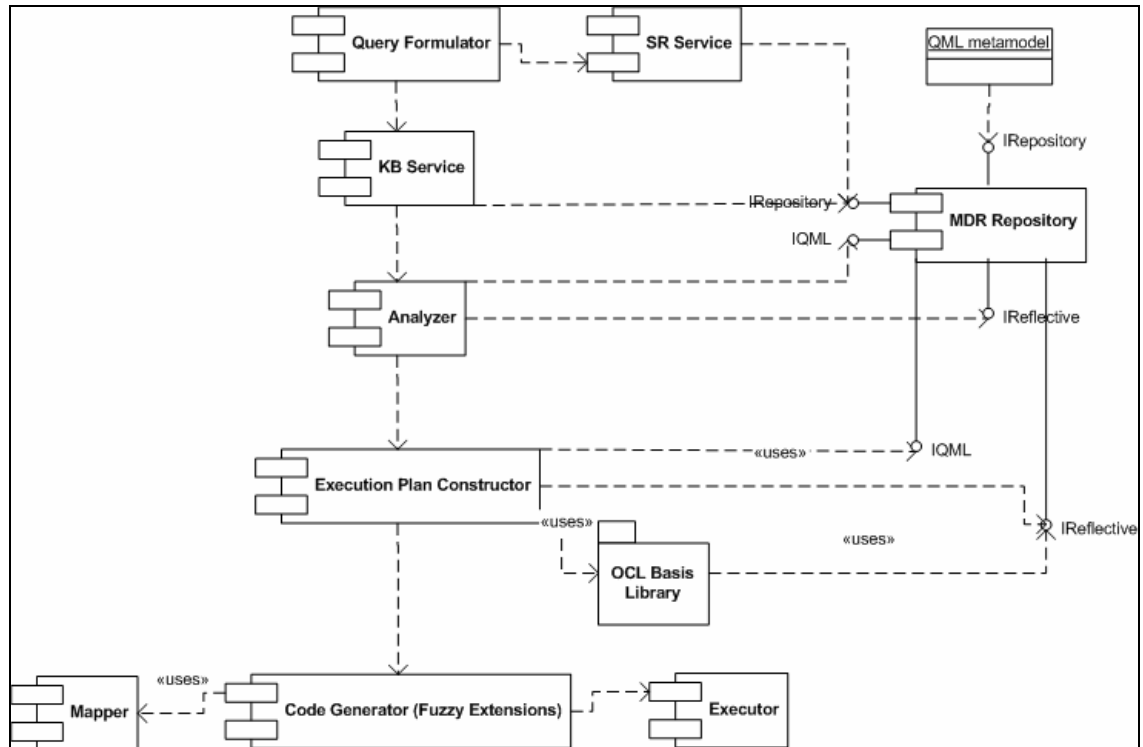 Query Formulator
SR Service
QML metamodel
IRepository
KB Service
IRepository
MDR Repository
IQML
Analyzer
IReflective
«uses»
IQML
Execution Plan Constructor
«uses»
IReflective
«uses»
OCL Basis
Library
«uses»
Mapper
Code Generator (Fuzzy Extensions)
Executor